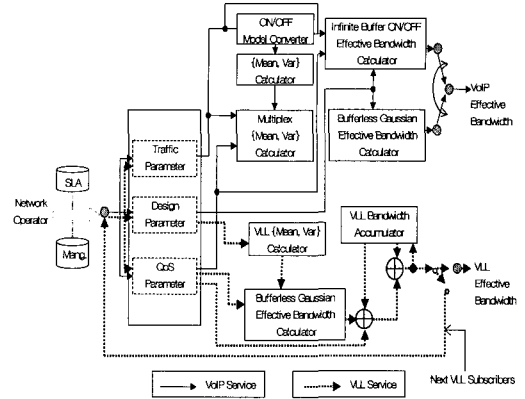 ON/OFF
Model Converter
{Mean, Var}
Calculator
Multiplex
{Mean, Var}
Calculator
Infinite Buffer ON/OFF
Effective Bandwidth
Calculator
Bufferless Gaussian
Effective Bandwidth
Calculator
VoIP
Effective
Bandwidth
Traffic
Parameter
Design
Parameter
QoS
Parameter
SLA
Network
Operator
Mang.
VLL {Mean, Var}
Calculator
VLL Bandwidth
Accumulator
Bufferless Gaussian
Effective Bandwidth
Calculator
VLL
Effective
Bandwidth
Next VLL Subscribers
VoIP Service
VLL Service